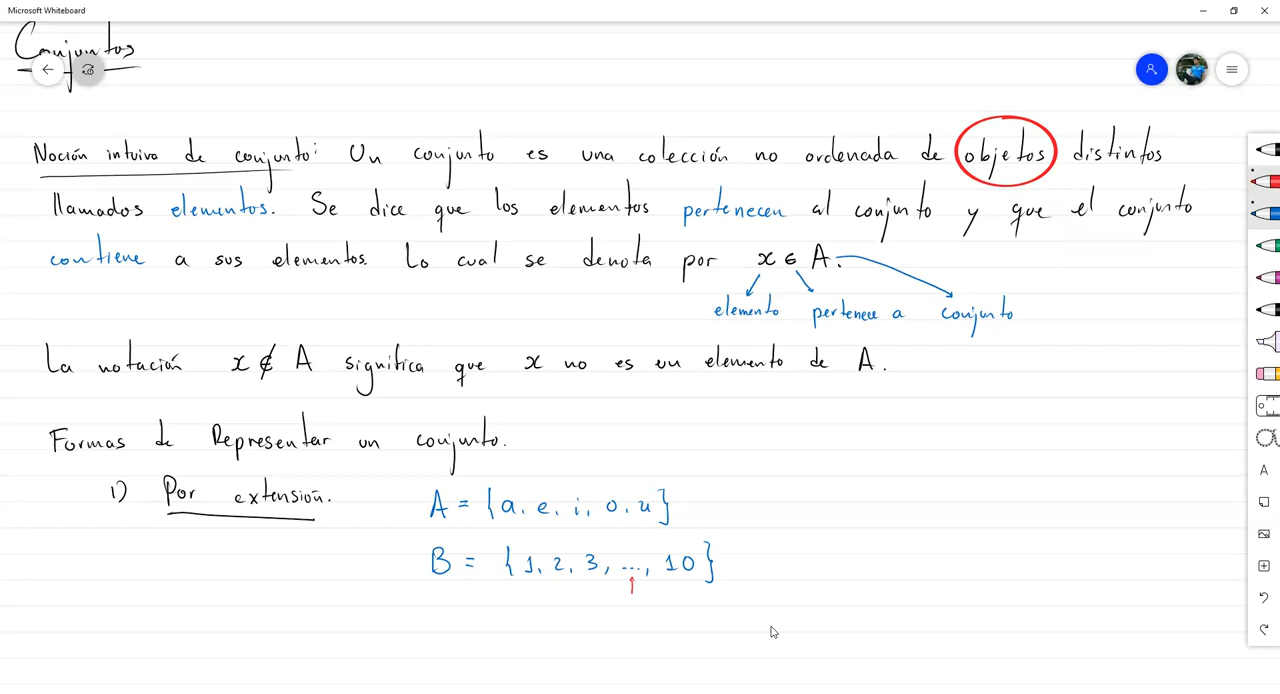 Microsoft Whiteboard
Conjuntos
Noción intuiva de conjunto: Un conjunto es una colección no ordenada de objetos distintos
llamados elementos. Se dice que los elementos pertenecen al conjunto y que el conjunto
contiene a sus elementos. Lo cual se denota por x ∈ A.
elemento pertenece a conjunto
La notación x ∉ A significa que x no es un elemento de A.
Formas de Representar un conjunto.
1) Por extensión. A = {a, e, i, o, u}
B = {1, 2, 3, ..., 10}
A